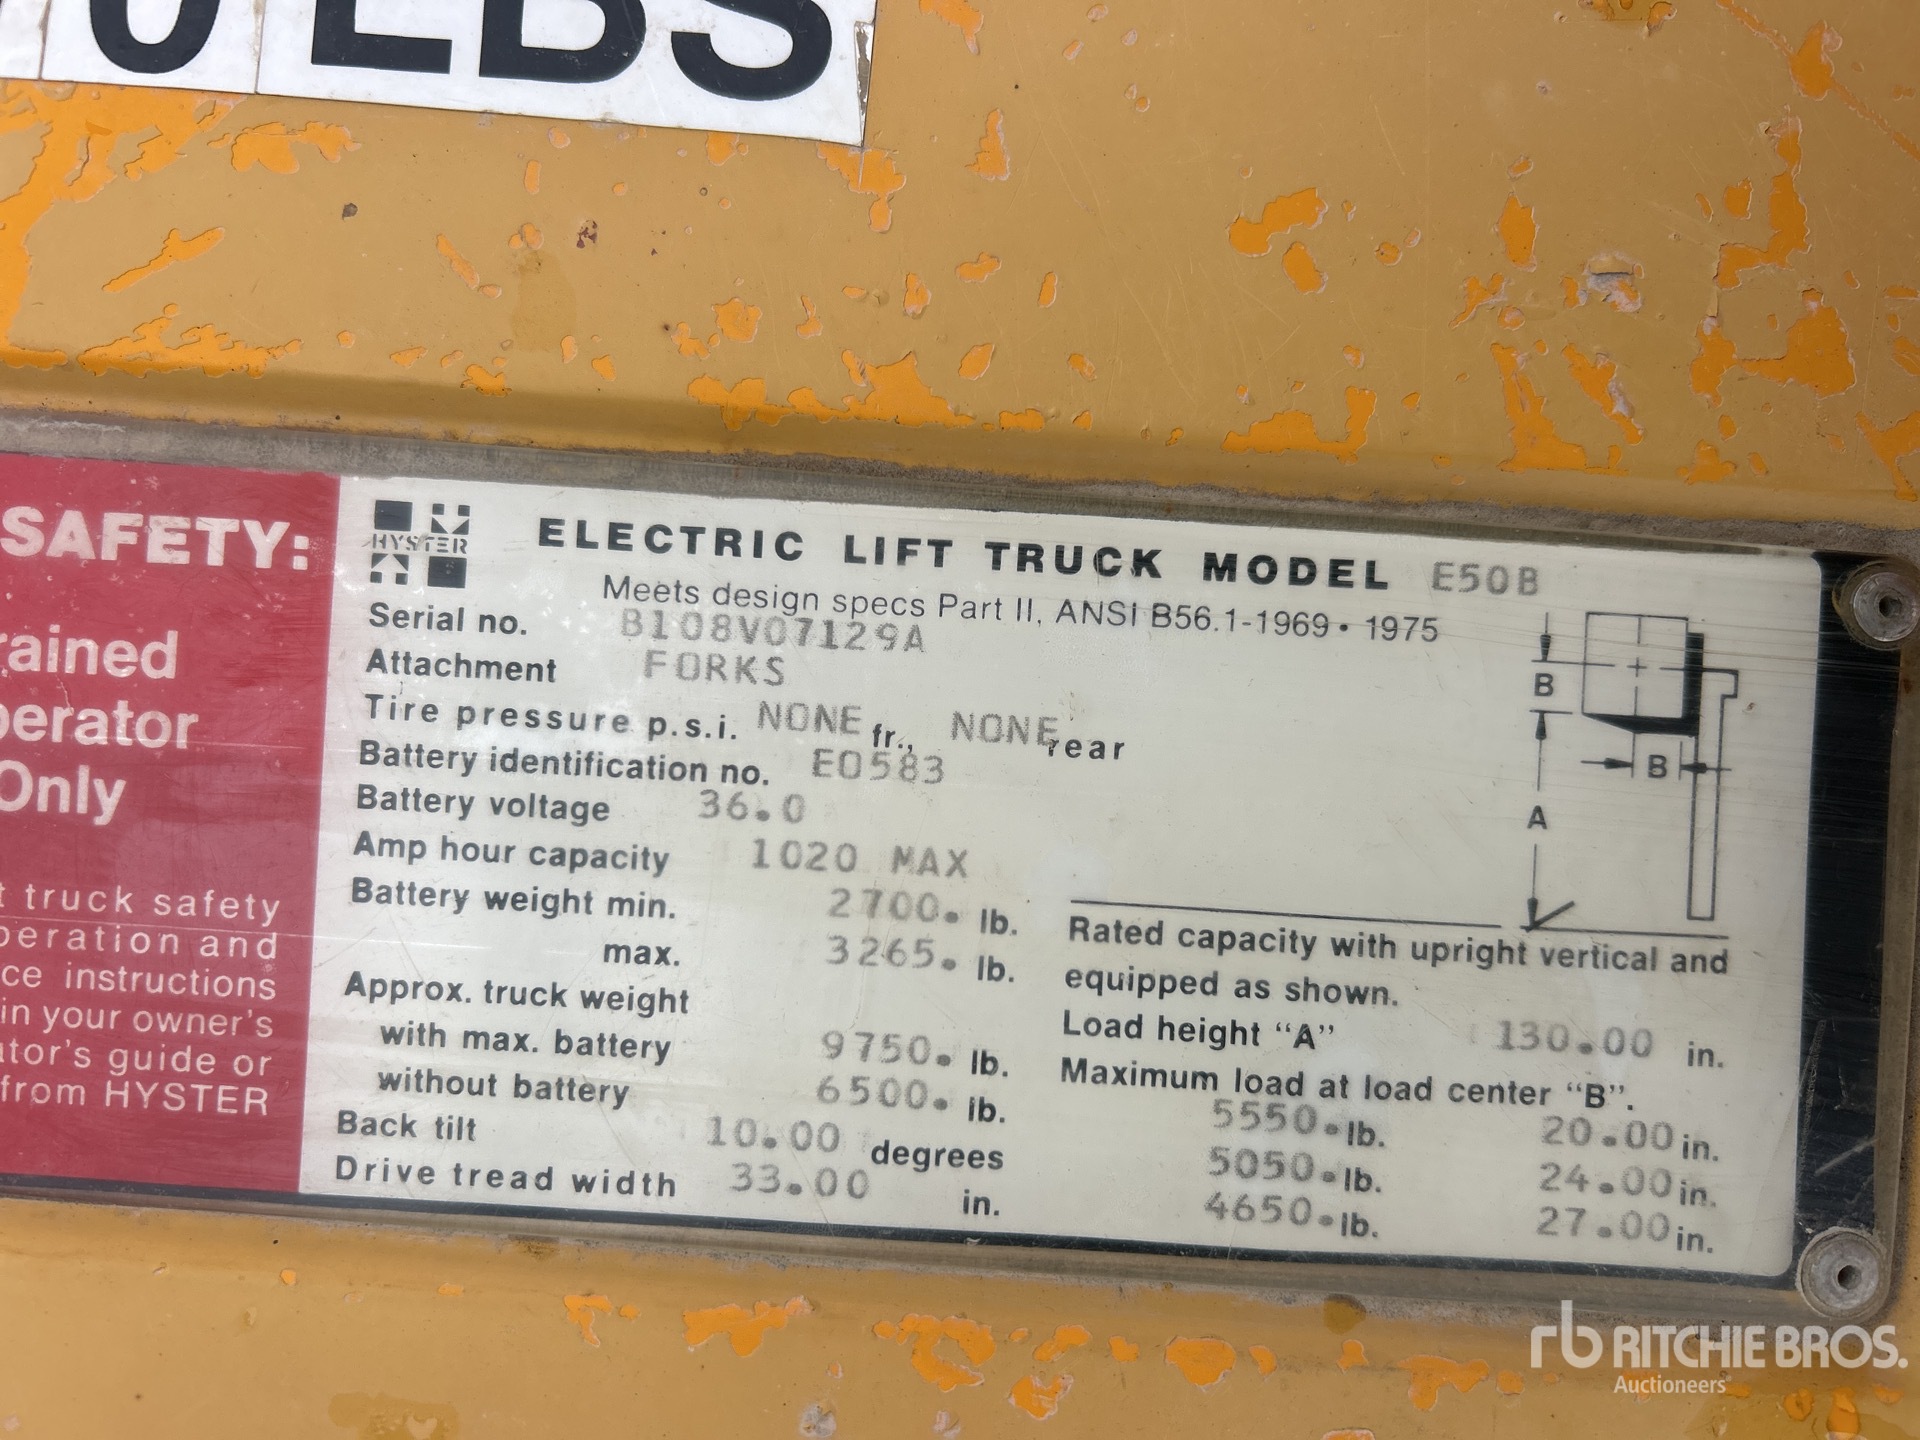 0 LBS
SAFETY:
rained
perator
Only
t truck safety
peration and
ce instructions
in your owner's
ator's guide or
from HYSTER
HYSTER
ELECTRIC LIFT TRUCK MODEL E50B
Meets design specs Part II, ANSI B56.1-1969 • 1975
Serial no. B108V07129A
Attachment FORKS
Tire pressure p.s.i. NONE fr., NONE rear
Battery identification no. E0583
Battery voltage 36.0
Amp hour capacity 1020 MAX
Battery weight min. 2700. lb.
max. 3265. lb.
Approx. truck weight
with max. battery 9750. lb.
without battery 6500. lb.
Back tilt 10.00 degrees
Drive tread width 33.00 in.
B
B
A
Rated capacity with upright vertical and
equipped as shown.
Load height “A” 130.00 in.
Maximum load at load center “B”.
5550. lb. 20.00 in.
5050. lb. 24.00 in.
4650. lb. 27.00 in.
rb RITCHIE BROS.
Auctioneers